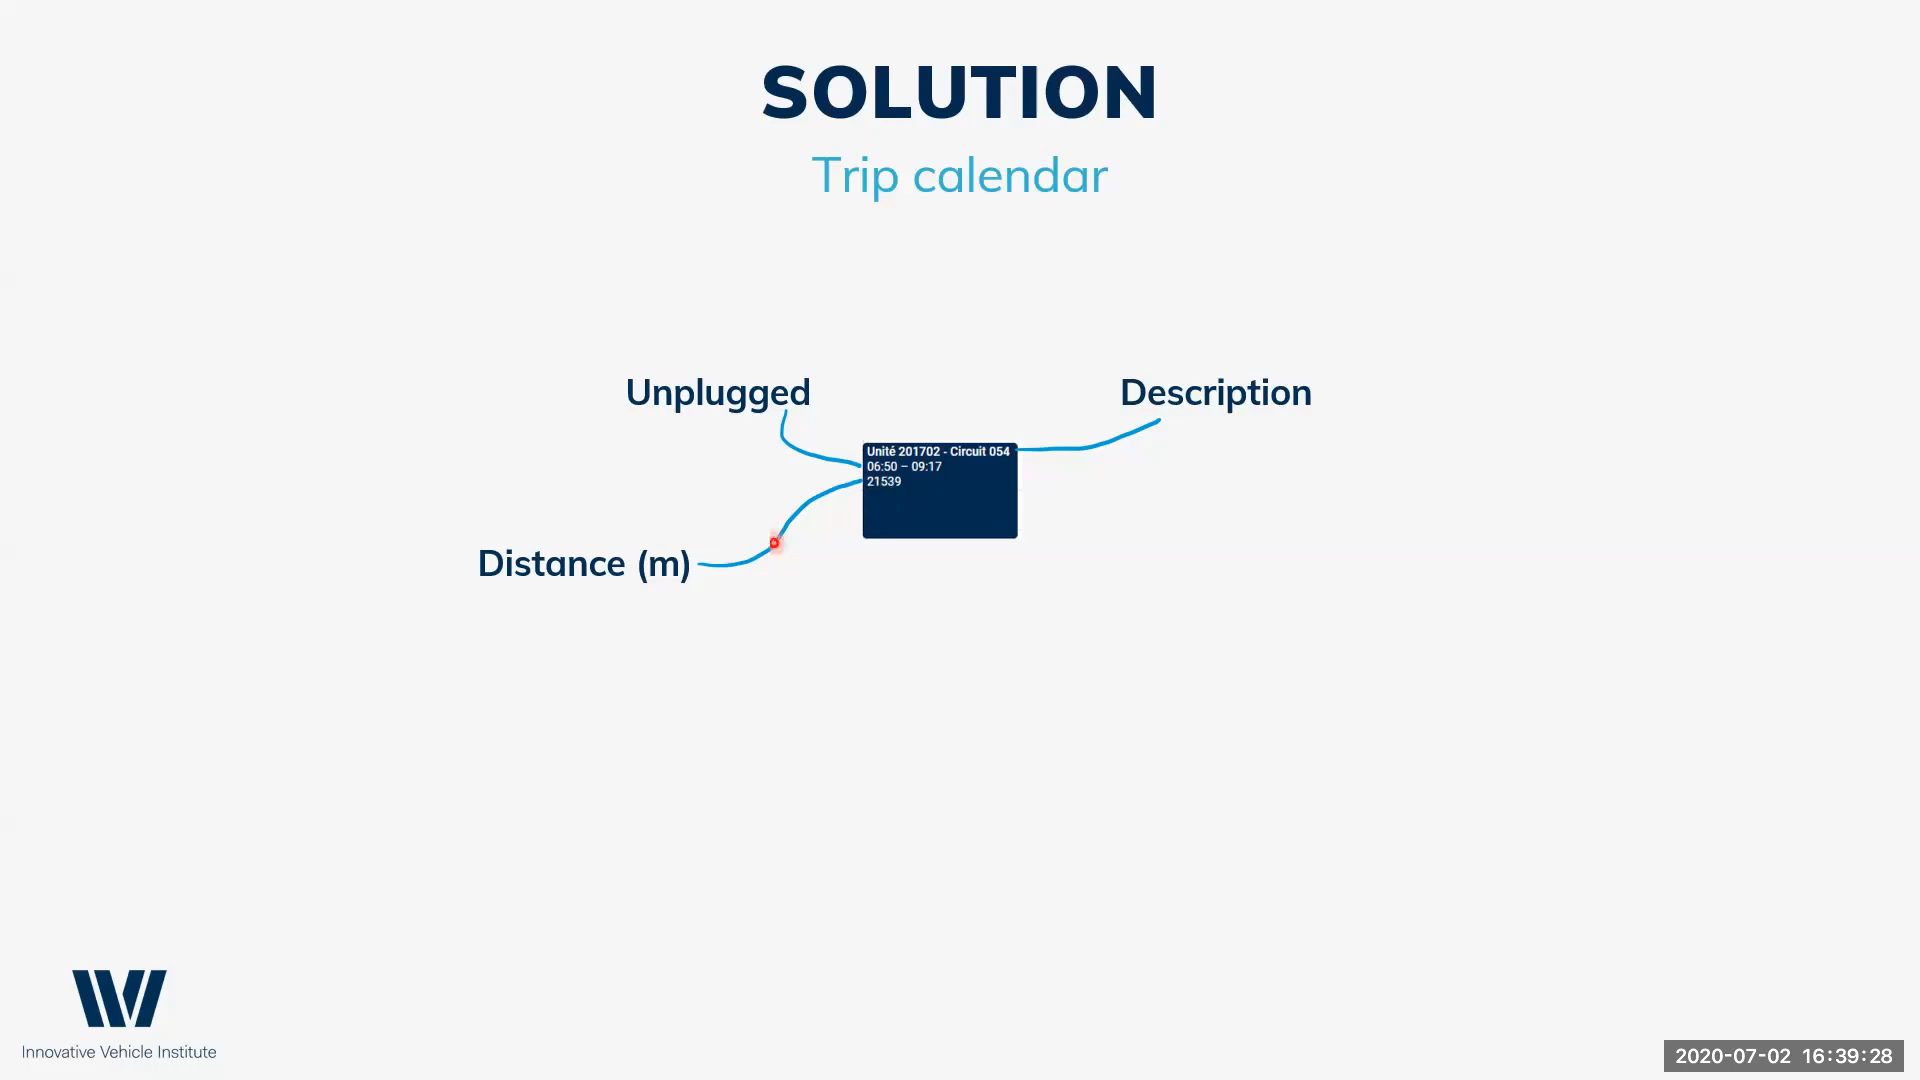 SOLUTION
Trip calendar
Unplugged
Description
Unité 201702 - Circuit 054
06:50 – 09:17
21539
Distance (m)
Innovative Vehicle Institute
2020-07-02 16:39:28